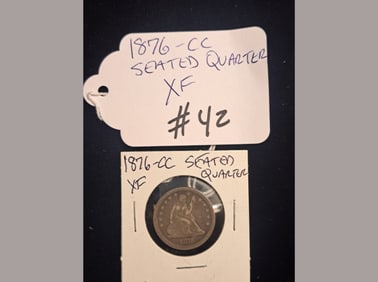 1876-CC
SEATED QUARTER
XF
#42
1876-CC SEATED
XF QUARTER